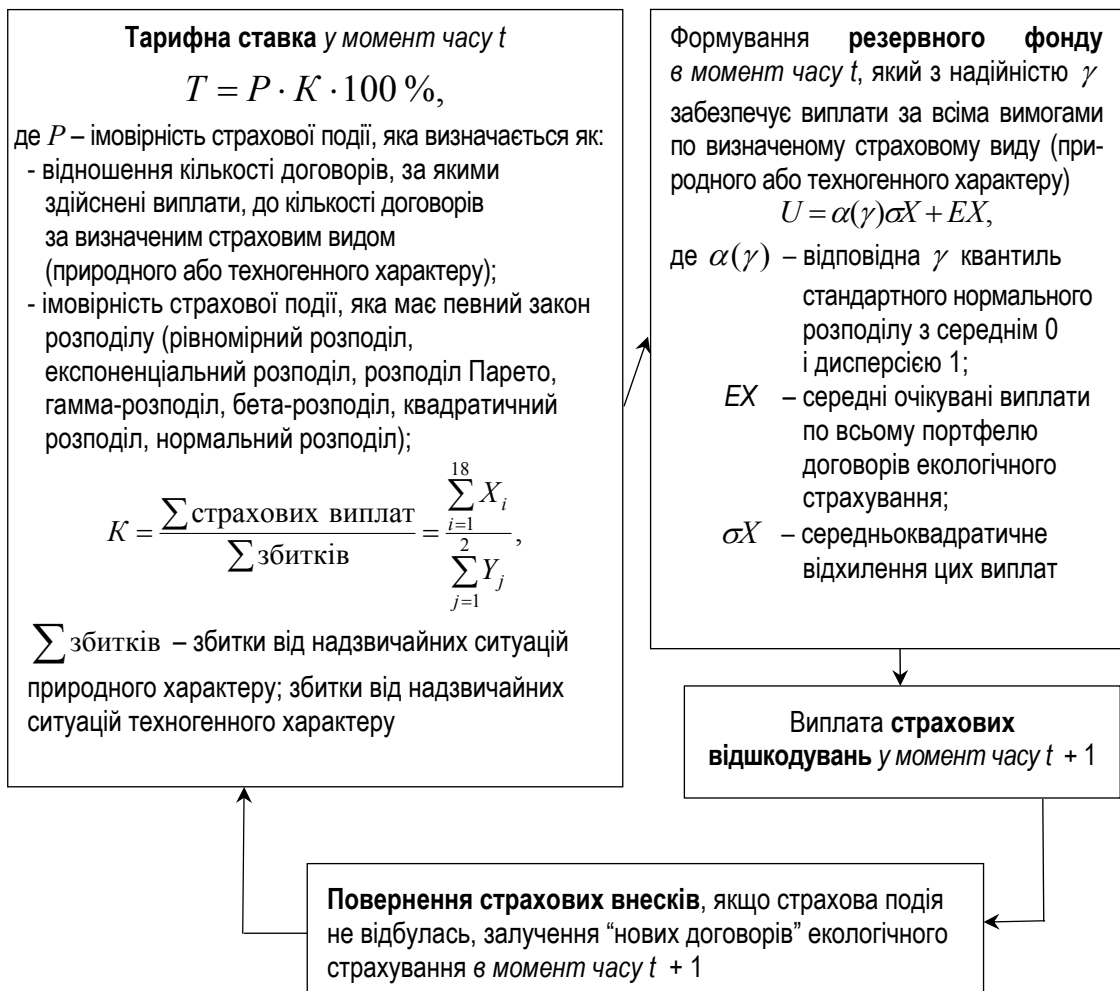 Тарифна ставка у момент часу t
T = P · К · 100 %,
де P – імовірність страхової події, яка визначається як:
- відношення кількості договорів, за якими
здійснені виплати, до кількості договорів
за визначеним страховим видом
(природного або техногенного характеру);
- імовірність страхової події, яка має певний закон
розподілу (рівномірний розподіл,
експоненціальний розподіл, розподіл Парето,
гамма-розподіл, бета-розподіл, квадратичний
розподіл, нормальний розподіл);
К = ∑ страхових виплат / ∑ збитків = ∑_{i=1}^{18} X_i / ∑_{j=1}^{2} Y_j ,
∑ збитків – збитки від надзвичайних ситуацій
природного характеру; збитки від надзвичайних
ситуацій техногенного характеру
Формування резервного фонду
в момент часу t, який з надійністю γ
забезпечує виплати за всіма вимогами
по визначеному страховому виду (при-
родного або техногенного характеру)
U = α(γ)σX + EX,
де α(γ) – відповідна γ квантиль
стандартного нормального
розподілу з середнім 0
і дисперсією 1;
EX – середні очікувані виплати
по всьому портфелю
договорів екологічного
страхування;
σX – середньоквадратичне
відхилення цих виплат
Виплата страхових
відшкодувань у момент часу t + 1
Повернення страхових внесків, якщо страхова подія
не відбулась, залучення “нових договорів” екологічного
страхування в момент часу t + 1